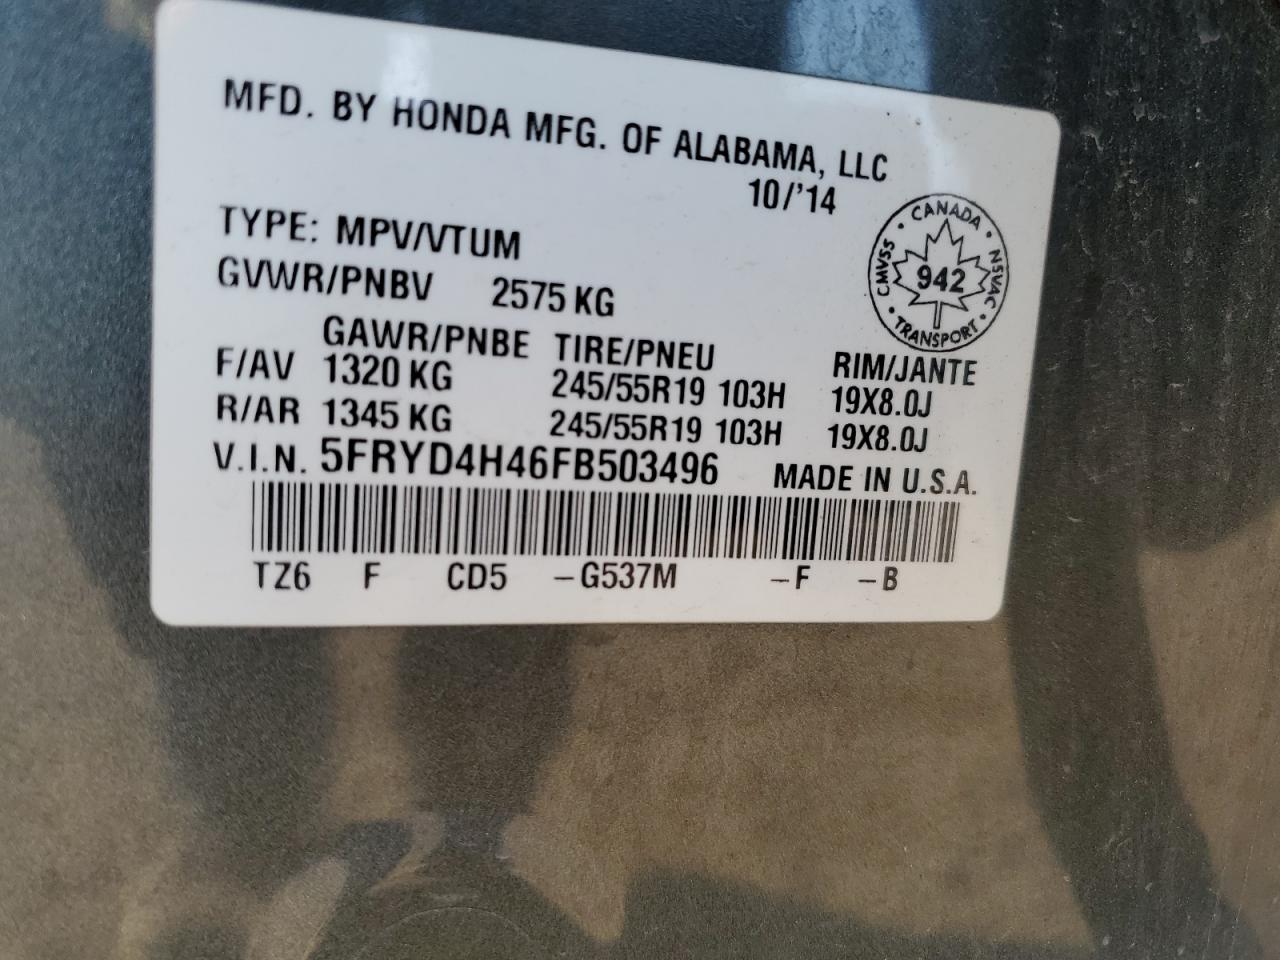 MFD. BY HONDA MFG. OF ALABAMA, LLC
10/'14
TYPE: MPV/VTUM
GVWR/PNBV 2575 KG
GAWR/PNBE TIRE/PNEU RIM/JANTE
F/AV 1320 KG 245/55R19 103H 19X8.0J
R/AR 1345 KG 245/55R19 103H 19X8.0J
V.I.N. 5FRYD4H46FB503496 MADE IN U.S.A.
TZ6 F CD5 -G537M -F -B
CANADA
CMVSS • NSVAC
942
TRANSPORT